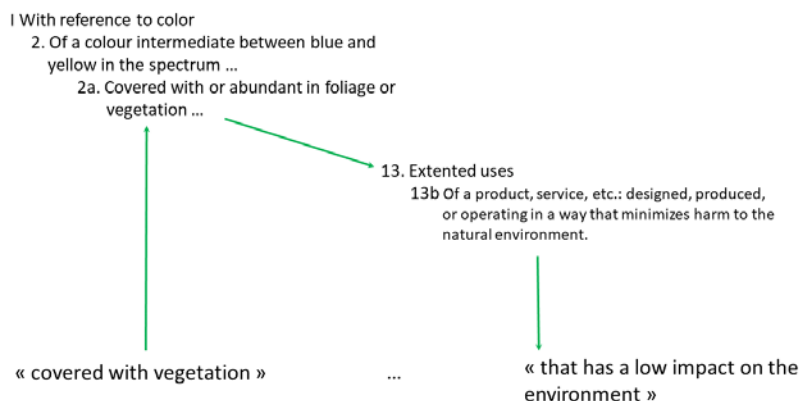 I With reference to color
2. Of a colour intermediate between blue and
yellow in the spectrum ...
2a. Covered with or abundant in foliage or
vegetation ...
13. Extented uses
13b Of a product, service, etc.: designed, produced,
or operating in a way that minimizes harm to the
natural environment.
« covered with vegetation »
...
« that has a low impact on the
environment »